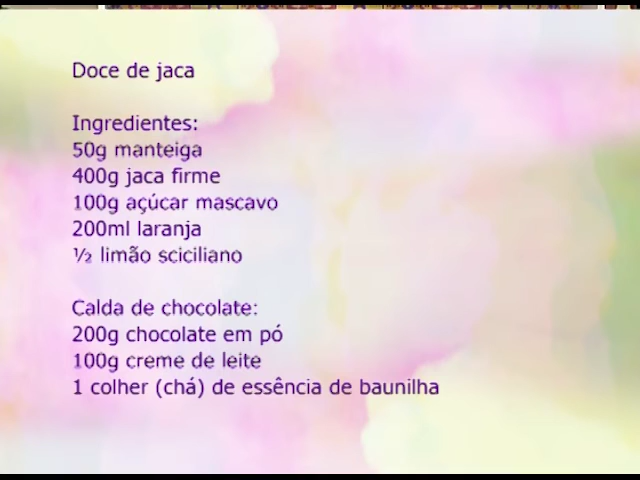 Doce de jaca
Ingredientes:
50g manteiga
400g jaca firme
100g açúcar mascavo
200ml laranja
½ limão sciciliano
Calda de chocolate:
200g chocolate em pó
100g creme de leite
1 colher (chá) de essência de baunilha